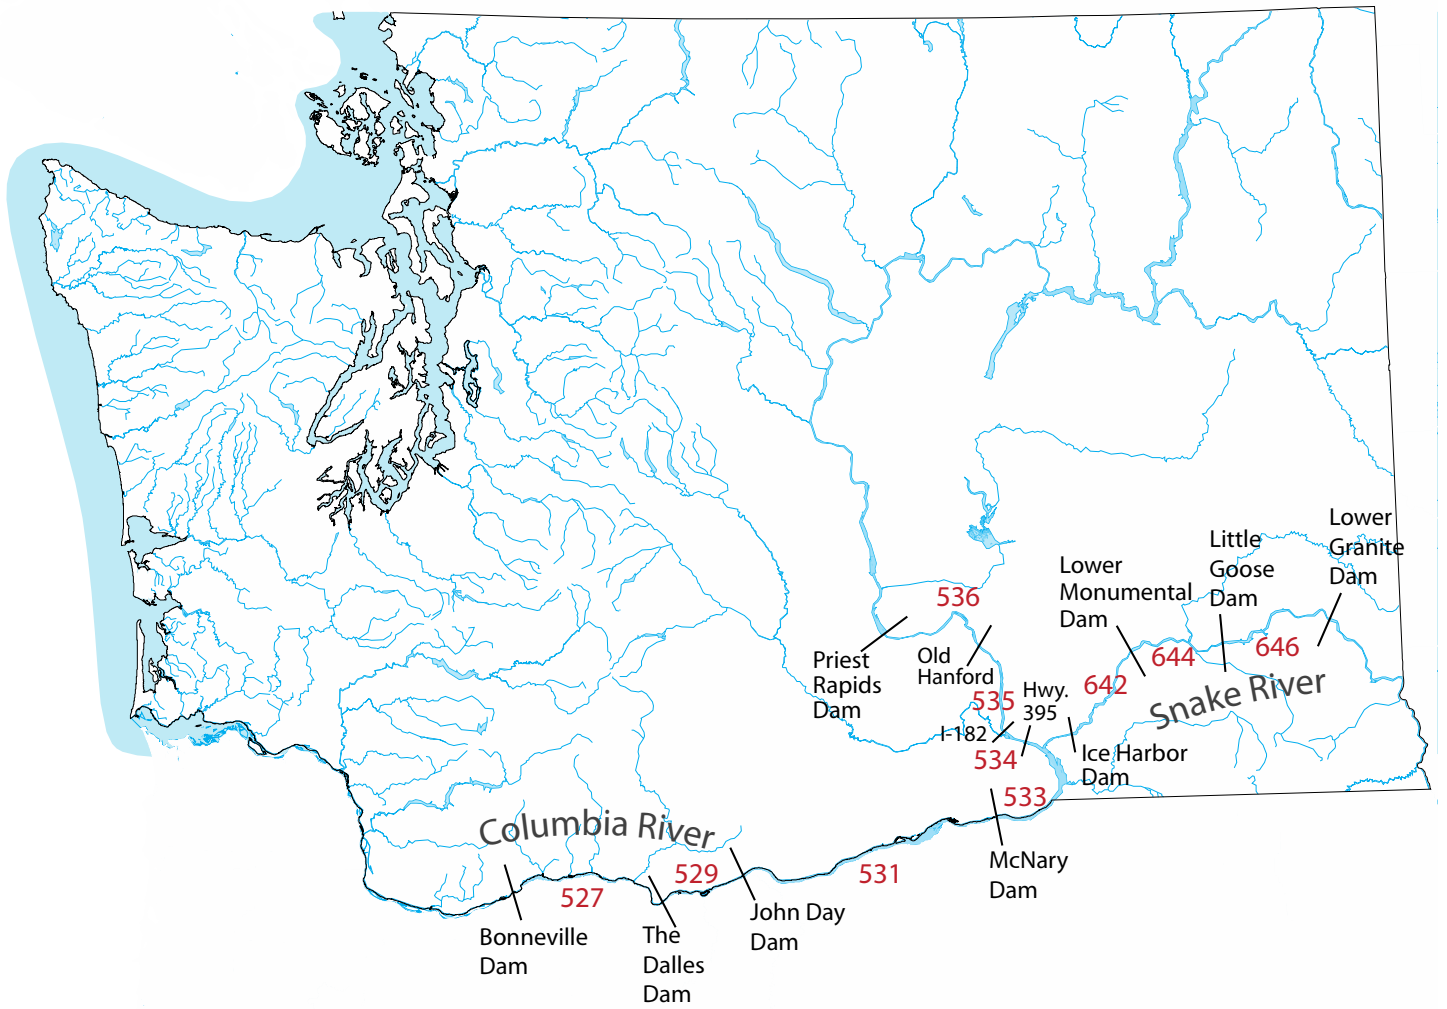 Lower
Granite
Dam
Little
Goose
Dam
Lower
Monumental
Dam
536
Priest
Rapids
Dam
Old
Hanford
644
646
642
Snake River
535
Hwy.
395
I-182
534
Ice Harbor
Dam
533
Columbia River
McNary
Dam
531
529
527
John Day
Dam
Bonneville
Dam
The
Dalles
Dam